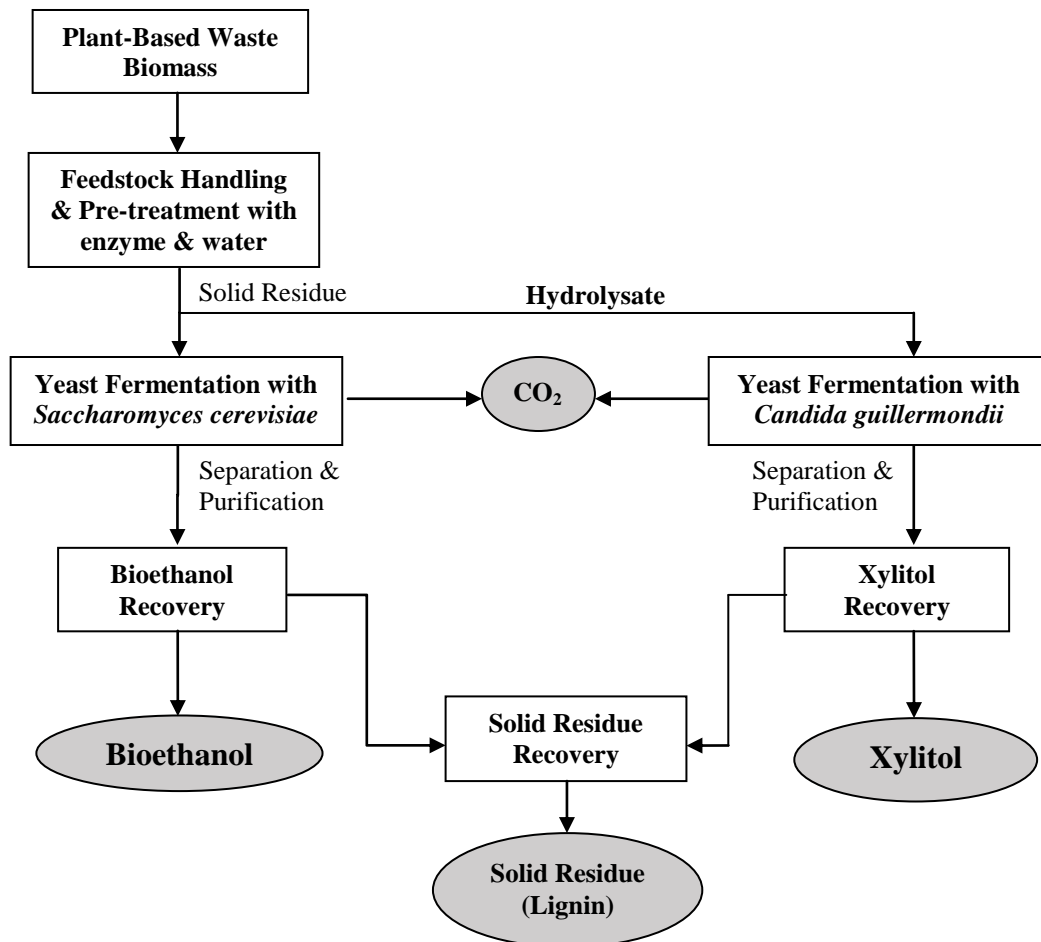 Plant-Based Waste
Biomass
Feedstock Handling
& Pre-treatment with
enzyme & water
Solid Residue
Hydrolysate
Yeast Fermentation with
Saccharomyces cerevisiae
CO₂
Yeast Fermentation with
Candida guillermondii
Separation &
Purification
Separation &
Purification
Bioethanol
Recovery
Xylitol
Recovery
Bioethanol
Solid Residue
Recovery
Xylitol
Solid Residue
(Lignin)